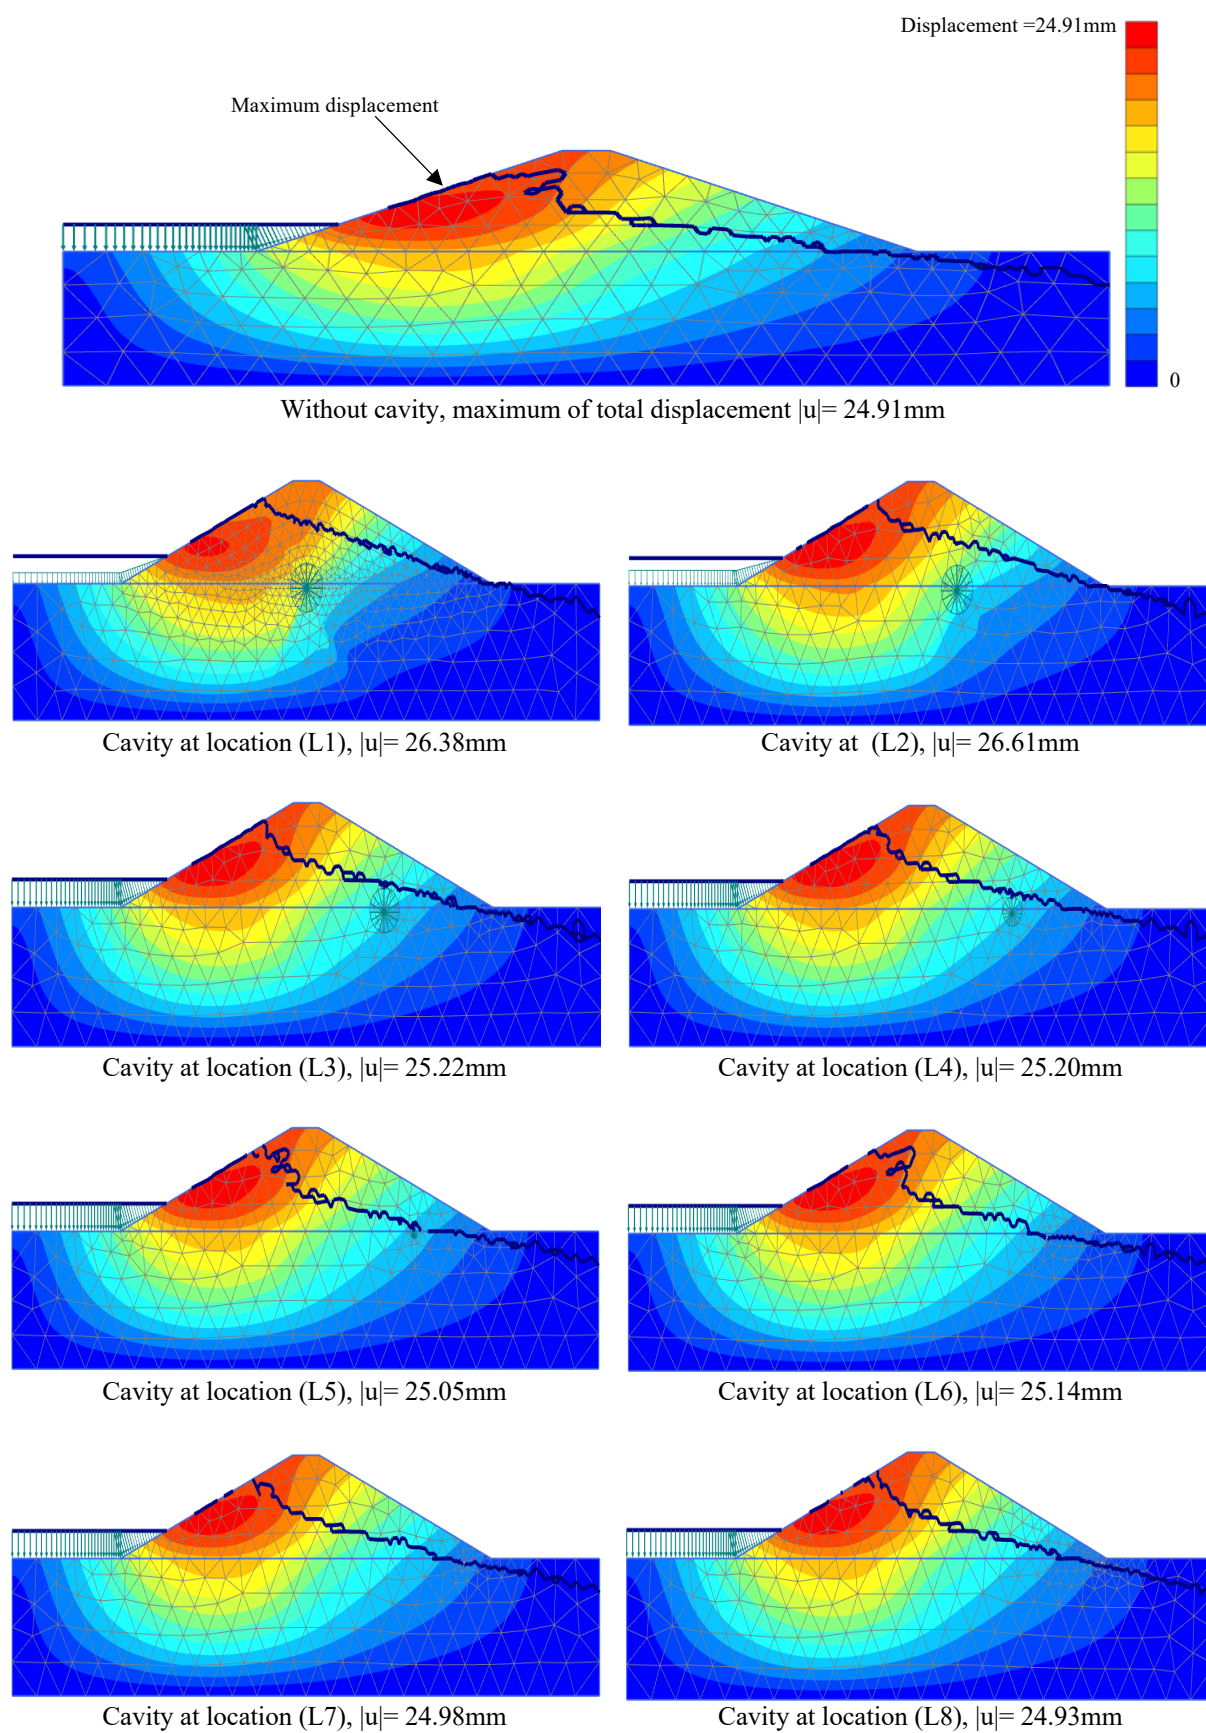 Displacement =24.91mm
Maximum displacement
0
Without cavity, maximum of total displacement |u|= 24.91mm
Cavity at location (L1), |u|= 26.38mm
Cavity at (L2), |u|= 26.61mm
Cavity at location (L3), |u|= 25.22mm
Cavity at location (L4), |u|= 25.20mm
Cavity at location (L5), |u|= 25.05mm
Cavity at location (L6), |u|= 25.14mm
Cavity at location (L7), |u|= 24.98mm
Cavity at location (L8), |u|= 24.93mm